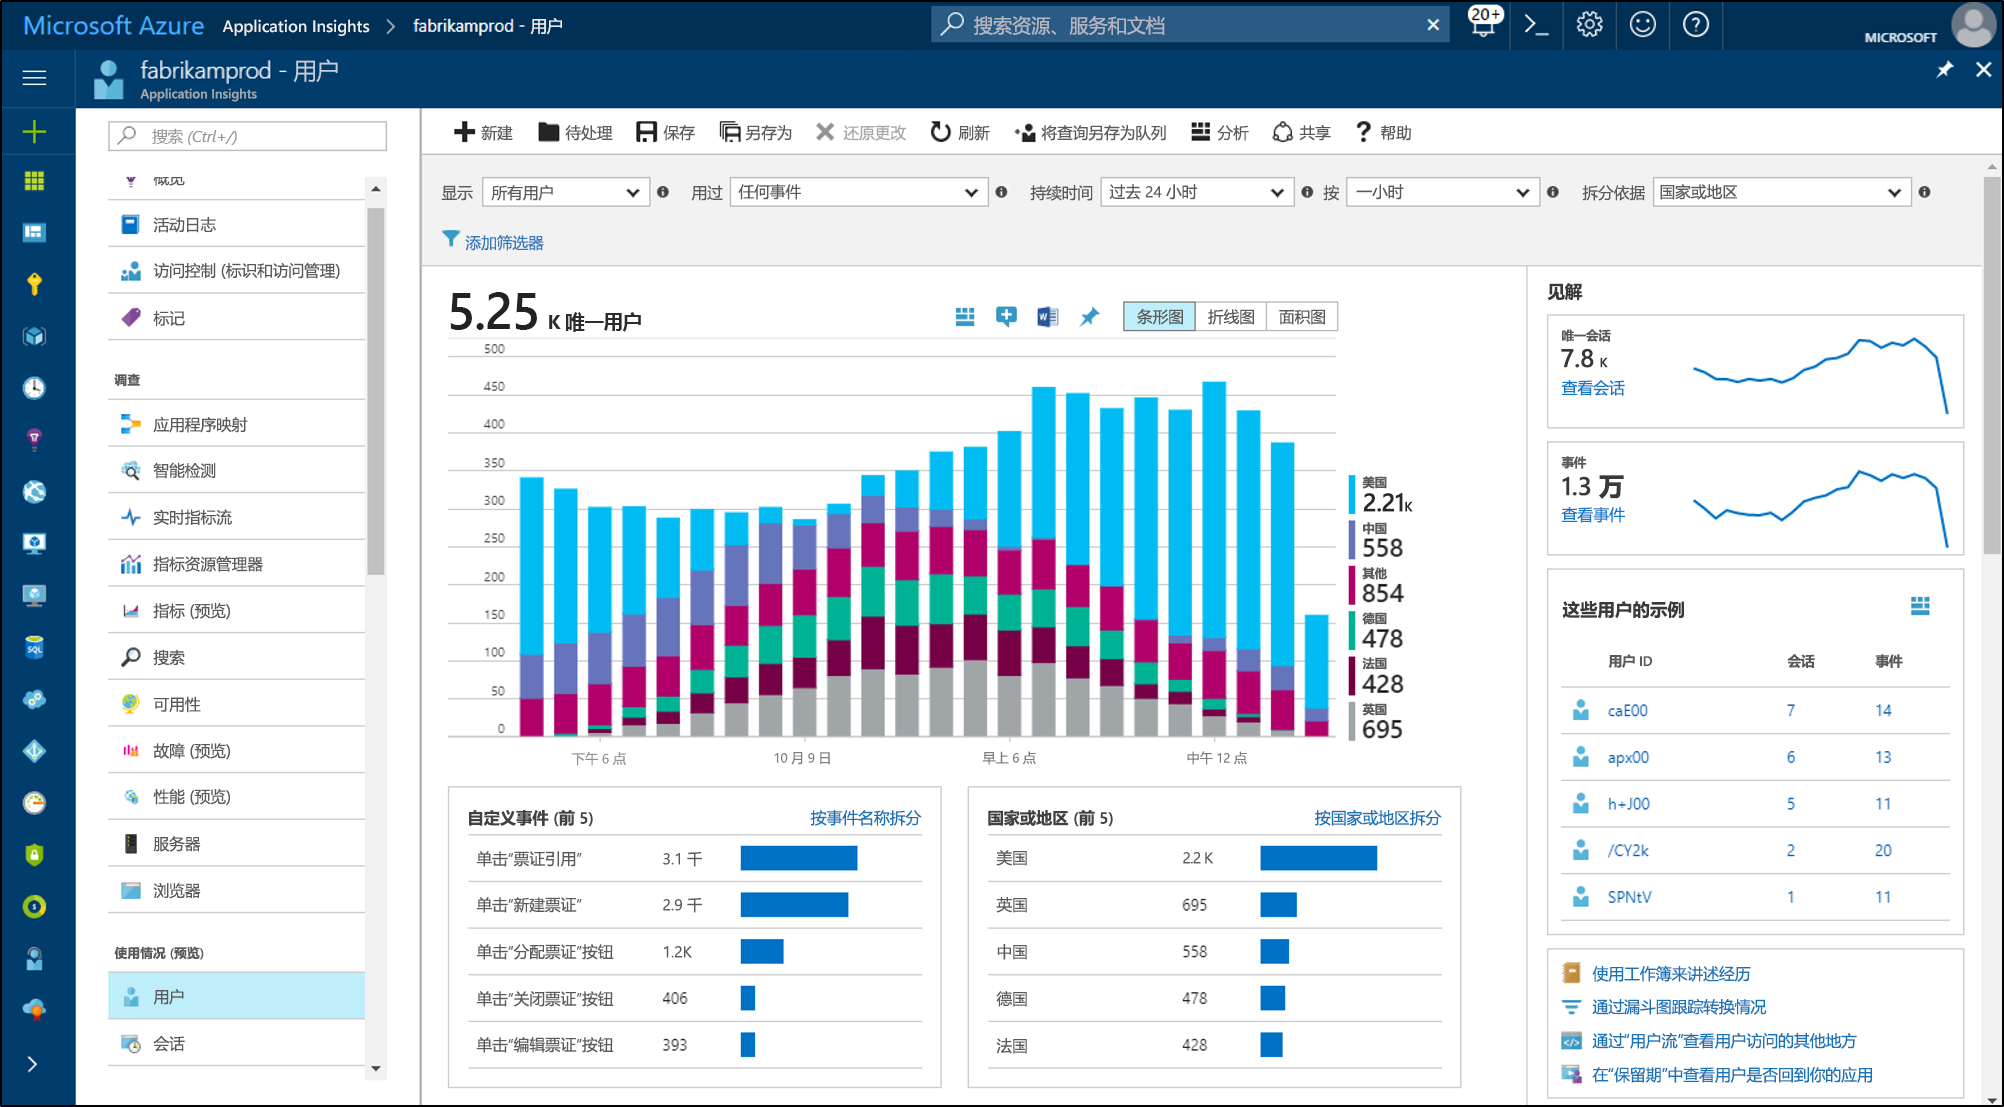 Microsoft Azure Application Insights > fabrikamprod - 用户
搜索资源、服务和文档
20+
MICROSOFT
fabrikamprod - 用户
Application Insights
搜索 (Ctrl+/)
概览
活动日志
访问控制 (标识和访问管理)
标记
调查
应用程序映射
智能检测
实时指标流
指标资源管理器
指标 (预览)
搜索
可用性
故障 (预览)
性能 (预览)
服务器
浏览器
使用情况 (预览)
用户
会话
新建 待处理 保存 另存为 还原更改 刷新 将查询另存为队列 分析 共享 帮助
显示 所有用户 用过 任何事件 持续时间 过去 24 小时 按 一小时 拆分依据 国家或地区
添加筛选器
5.25 K 唯一用户
条形图 折线图 面积图
500
450
400
350
300
250
200
150
100
50
0
下午 6 点 10 月 9 日 早上 6 点 中午 12 点
美国
2.21K
中国
558
其他
854
德国
478
法国
428
英国
695
自定义事件 (前 5) 按事件名称拆分
单击“票证引用” 3.1 千
单击“新建票证” 2.9 千
单击“分配票证”按钮 1.2K
单击“关闭票证”按钮 406
单击“编辑票证”按钮 393
国家或地区 (前 5) 按国家或地区拆分
美国 2.2 K
英国 695
中国 558
德国 478
法国 428
见解
唯一会话
7.8 K
查看会话
事件
1.3 万
查看事件
这些用户的示例
用户 ID 会话 事件
caE00 7 14
apx00 6 13
h+J00 5 11
/CY2k 2 20
SPNtV 1 11
使用工作簿来讲述经历
通过漏斗图跟踪转换情况
通过“用户流”查看用户访问的其他地方
在“保留期”中查看用户是否回到你的应用
SQL